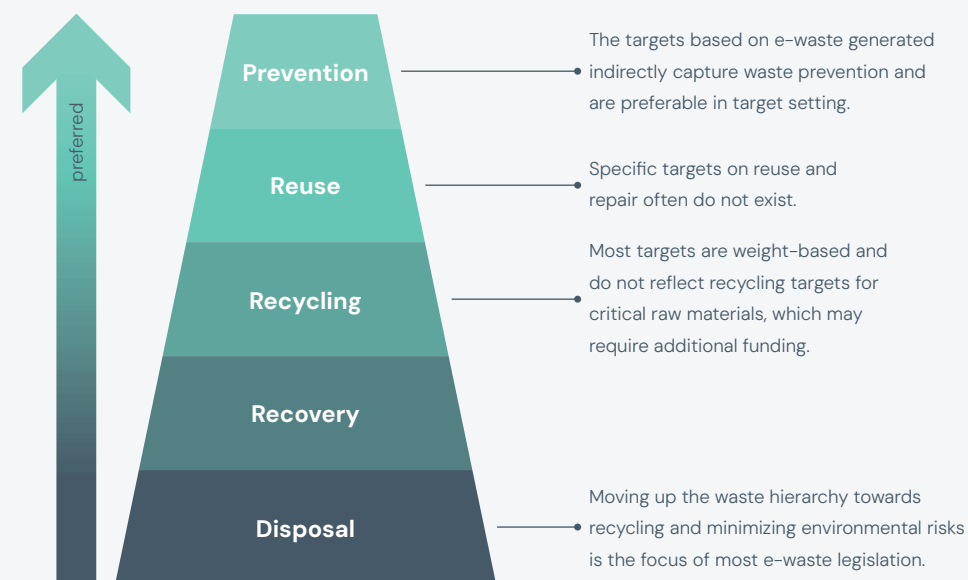 preferred
Prevention
The targets based on e-waste generated
indirectly capture waste prevention and
are preferable in target setting.
Reuse
Specific targets on reuse and
repair often do not exist.
Recycling
Most targets are weight-based and
do not reflect recycling targets for
critical raw materials, which may
require additional funding.
Recovery
Disposal
Moving up the waste hierarchy towards
recycling and minimizing environmental risks
is the focus of most e-waste legislation.